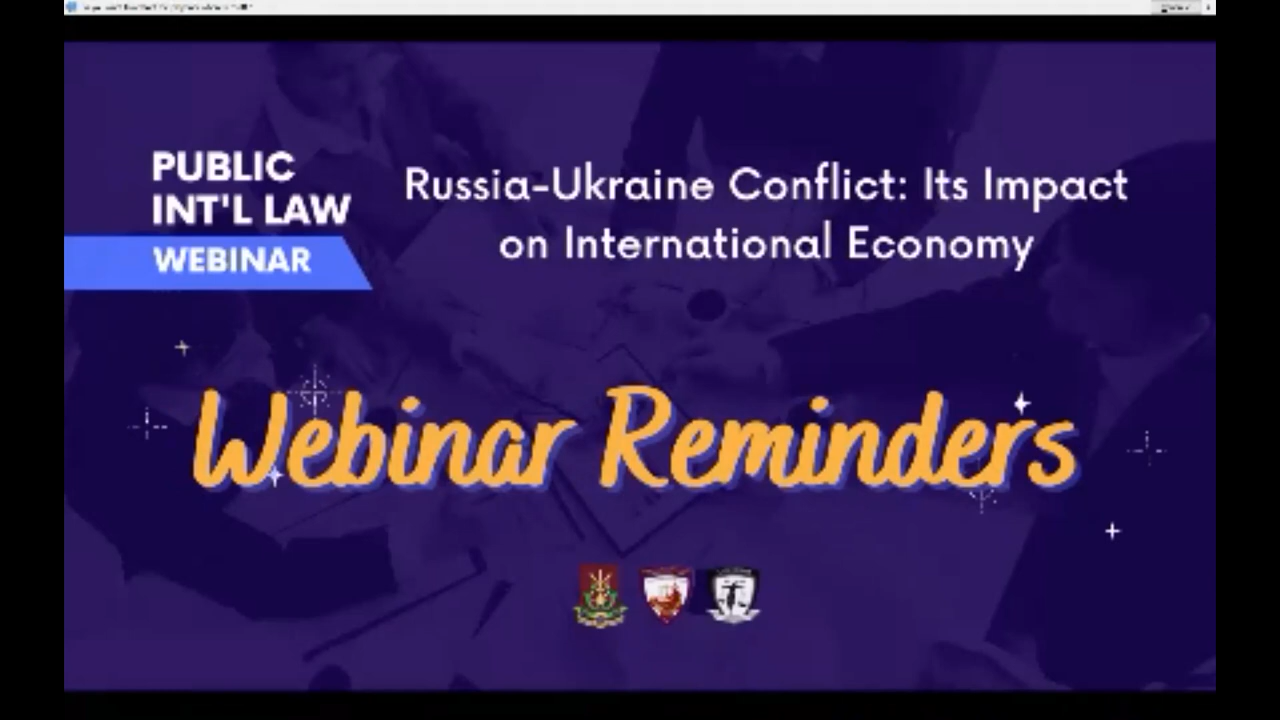 PUBLIC
INT'L LAW
WEBINAR
Russia-Ukraine Conflict: Its Impact
on International Economy
Webinar Reminders